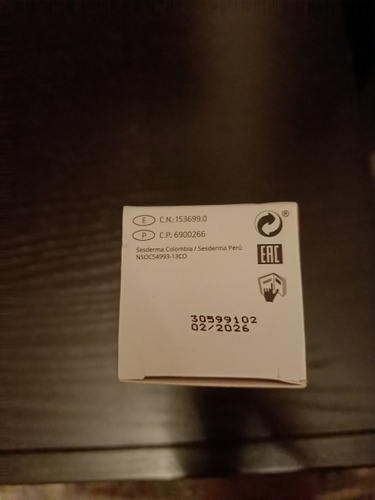 E C.N.:153699.0
P C.P.: 6900266
Sesderma Colombia / Sesderma Perú
NSOC54993-13CO
®
EAC
30599102
02/2026